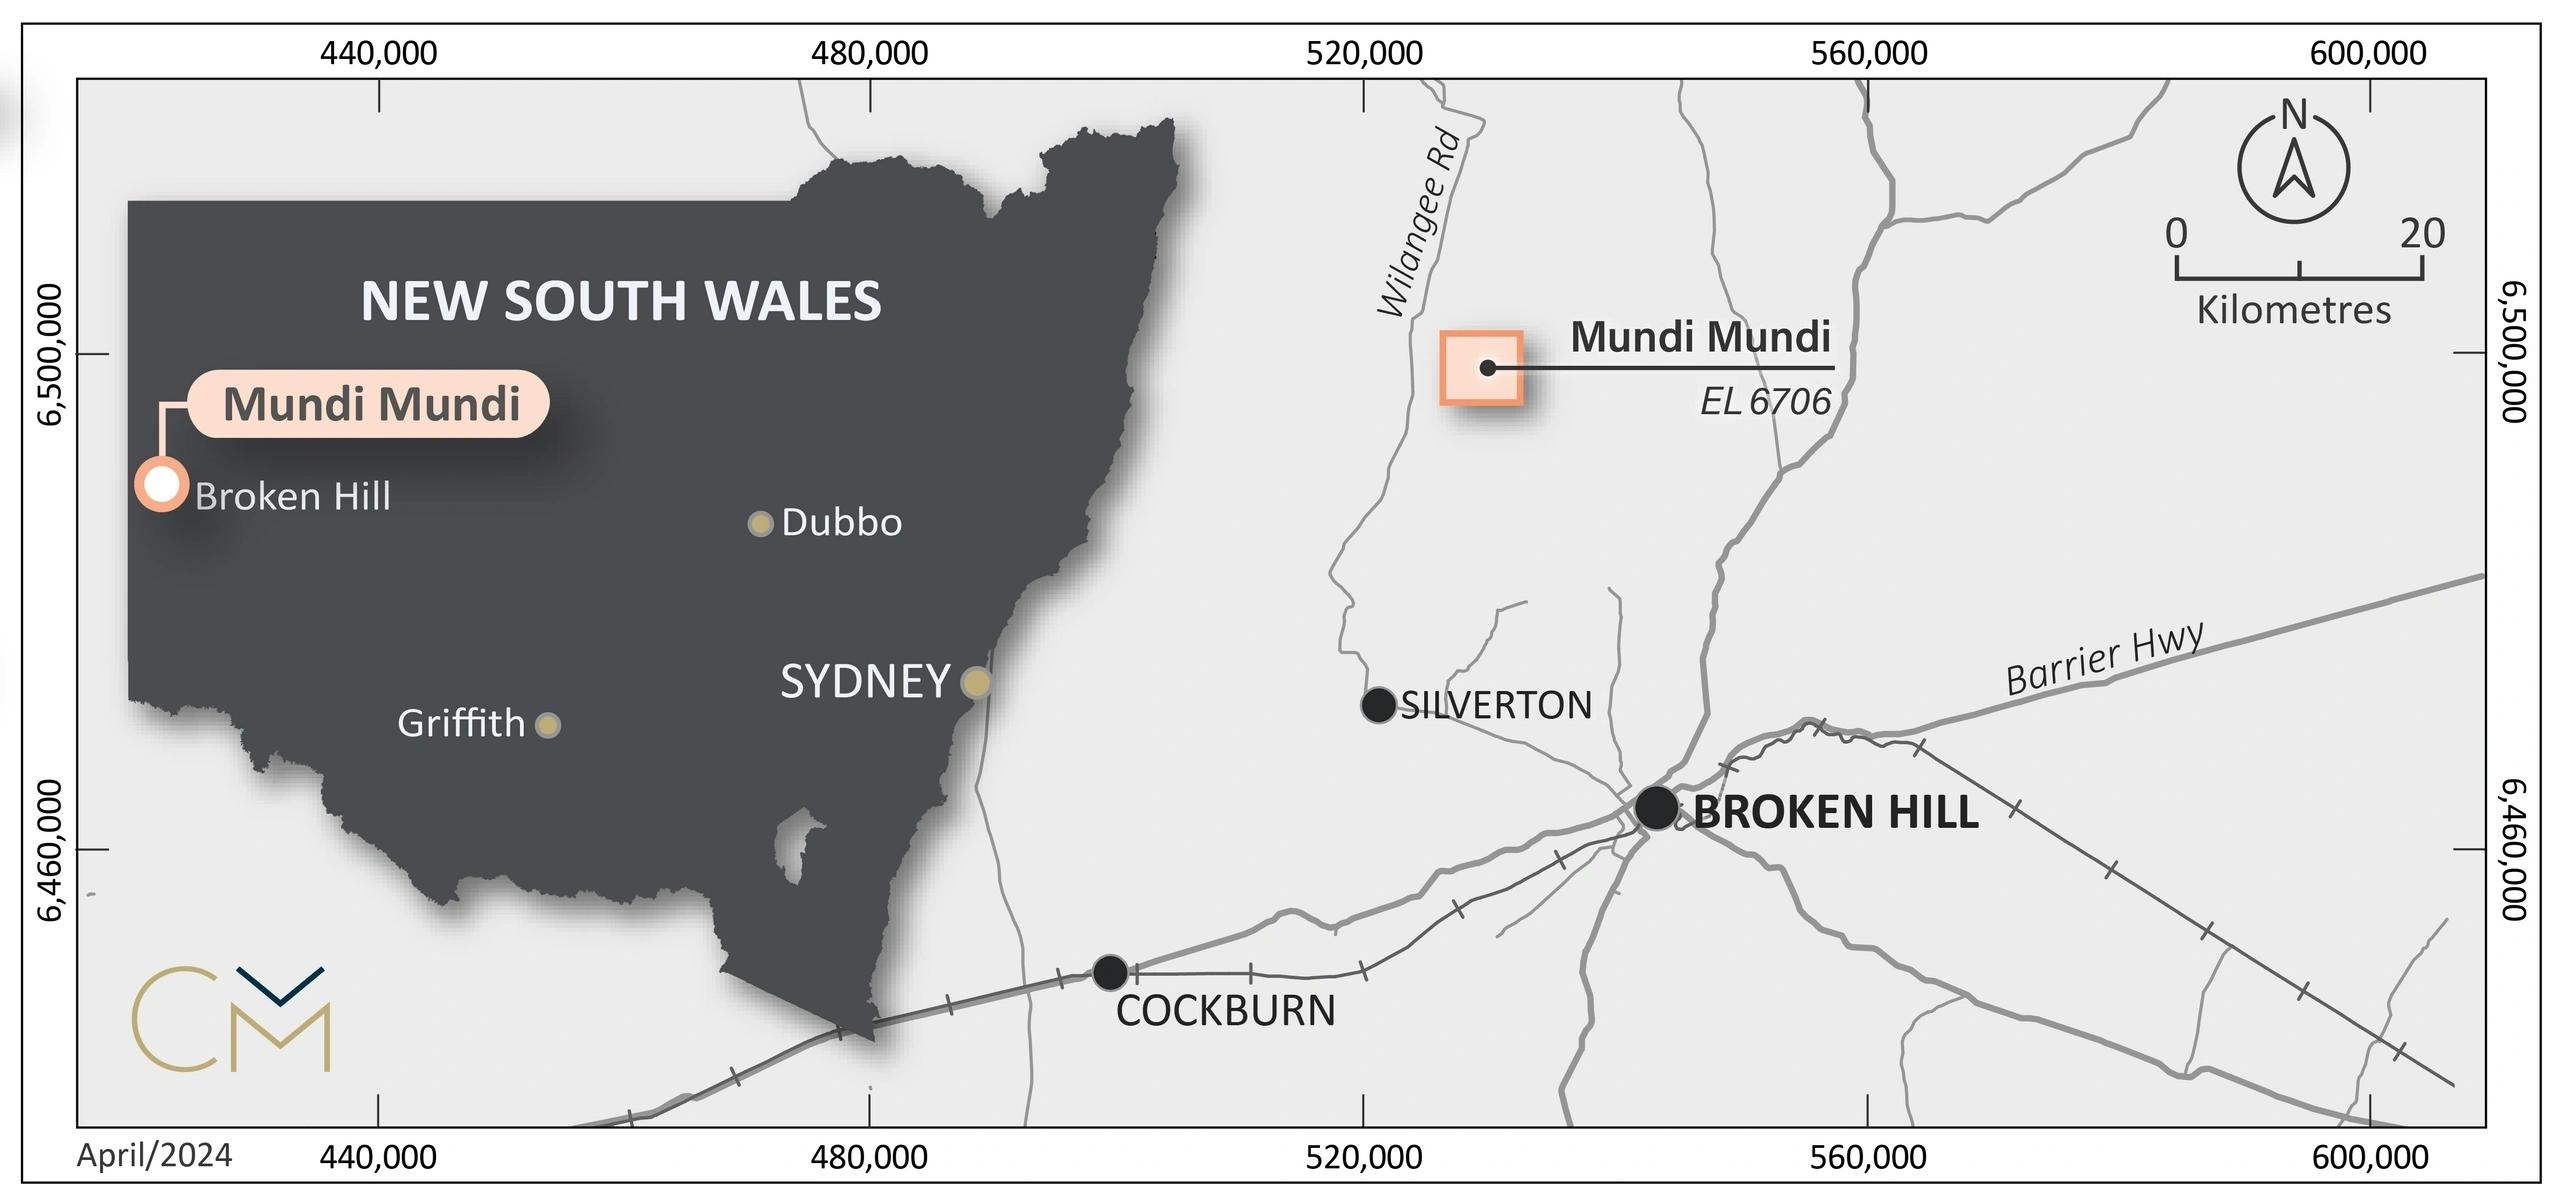 440,000 480,000 520,000 560,000 600,000
N
0 20
Kilometres
Wilangee Rd
NEW SOUTH WALES
6,500,000
6,500,000
Mundi Mundi
EL 6706
Mundi Mundi
Broken Hill
Dubbo
SYDNEY
Griffith
Barrier Hwy
SILVERTON
BROKEN HILL
6,460,000
6,460,000
COCKBURN
CM
April/2024
440,000 480,000 520,000 560,000 600,000